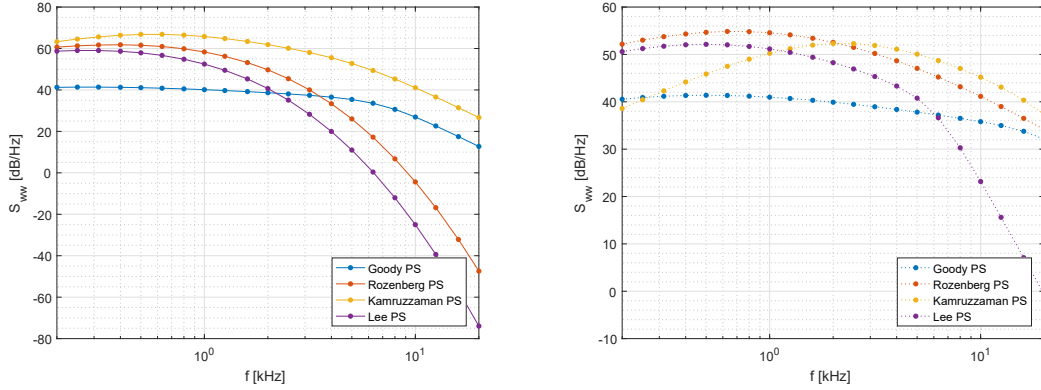 80
60
40
20
0
-20
-40
-60
-80
S_ww [dB/Hz]
10^0
10^1
f [kHz]
Goody PS
Rozenberg PS
Kamruzzaman PS
Lee PS
60
50
40
30
20
10
0
-10
S_ww [dB/Hz]
10^0
10^1
f [kHz]
Goody PS
Rozenberg PS
Kamruzzaman PS
Lee PS